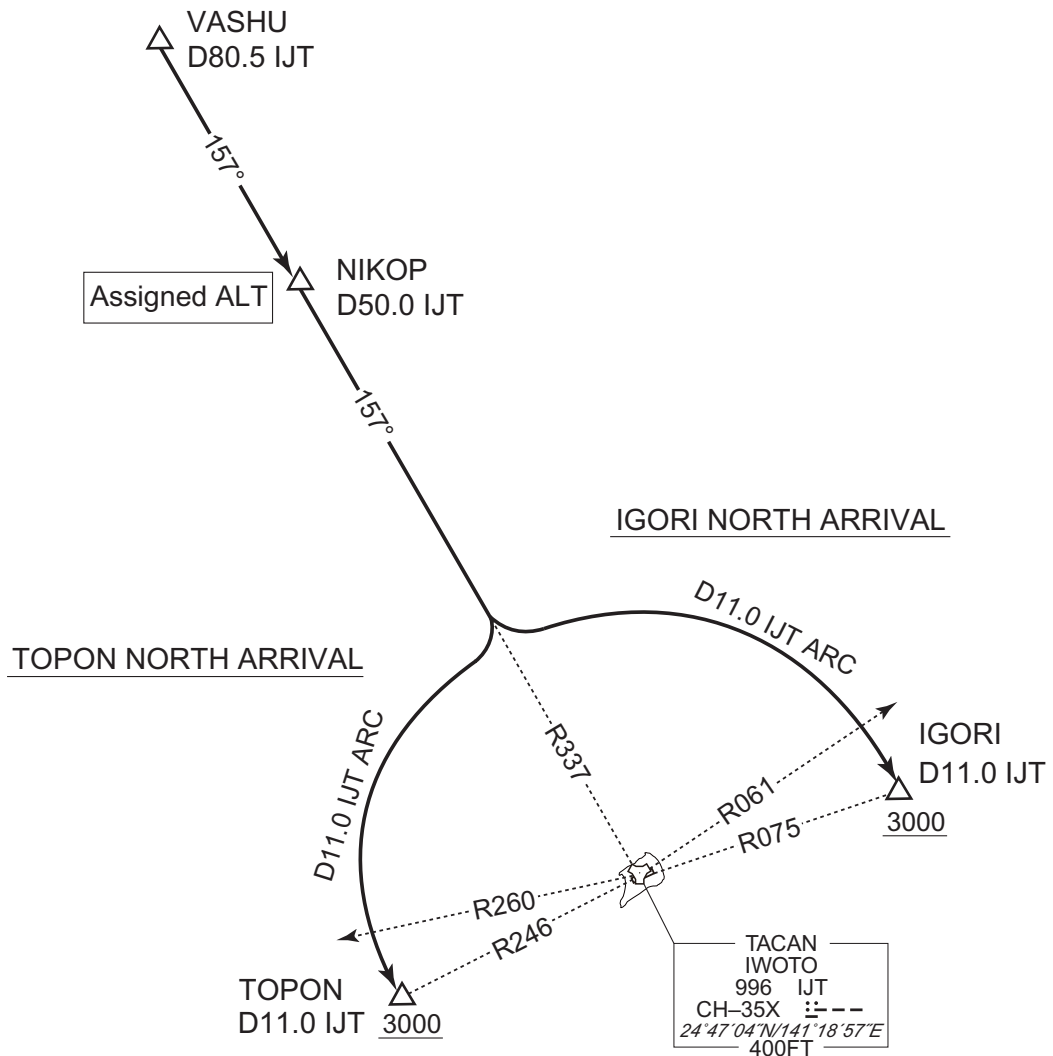 VASHU
D80.5 IJT
157°
NIKOP
D50.0 IJT
Assigned ALT
157°
IGORI NORTH ARRIVAL
D11.0 IJT ARC
TOPON NORTH ARRIVAL
D11.0 IJT ARC
R337
IGORI
D11.0 IJT
3000
R061
R075
R260
R246
TOPON
D11.0 IJT
3000
TACAN
IWOTO
996 IJT
CH–35X
24°47′04″N/141°18′57″E
400FT